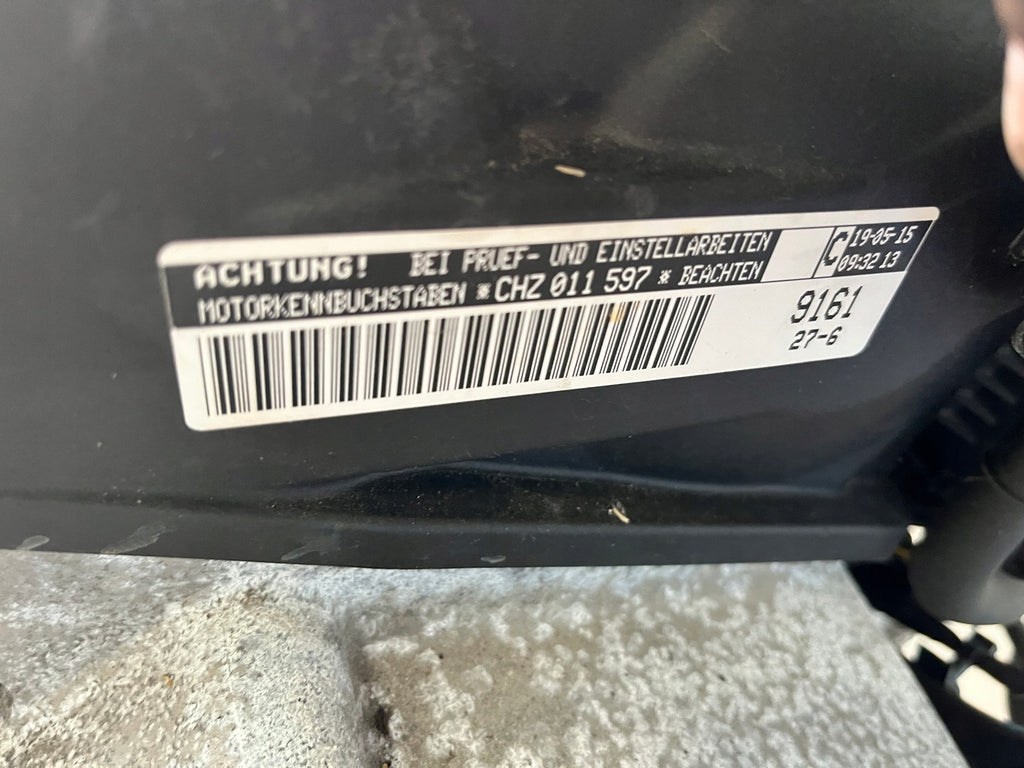 ACHTUNG! BEI PRUEF- UND EINSTELLARBEITEN
MOTORKENNBUCHSTABEN *CHZ 011 597* BEACHTEN
C
19-05-15
09:32 13
9161
27-6